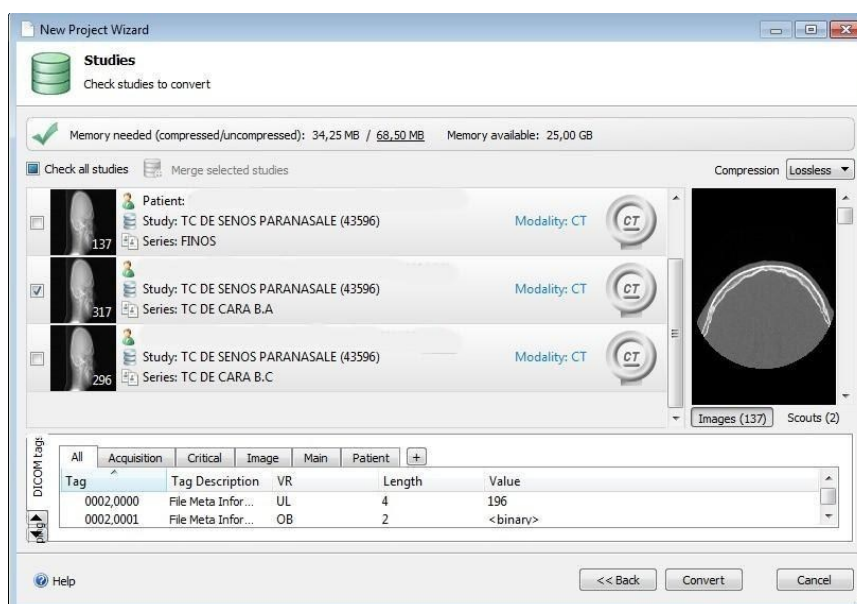 New Project Wizard
Studies
Check studies to convert
Memory needed (compressed/uncompressed): 34,25 MB / 68,50 MB Memory available: 25,00 GB
Check all studies Merge selected studies Compression Lossless
Patient:
Study: TC DE SENOS PARANASALE (43596) Modality: CT CT
137 Series: FINOS
Study: TC DE SENOS PARANASALE (43596) Modality: CT CT
317 Series: TC DE CARA B.A
Study: TC DE SENOS PARANASALE (43596) Modality: CT CT
296 Series: TC DE CARA B.C
Images (137) Scouts (2)
DICOM tags
All Acquisition Critical Image Main Patient +
Tag Tag Description VR Length Value
0002,0000 File Meta Infor... UL 4 196
0002,0001 File Meta Infor... OB 2 <binary>
Help << Back Convert Cancel